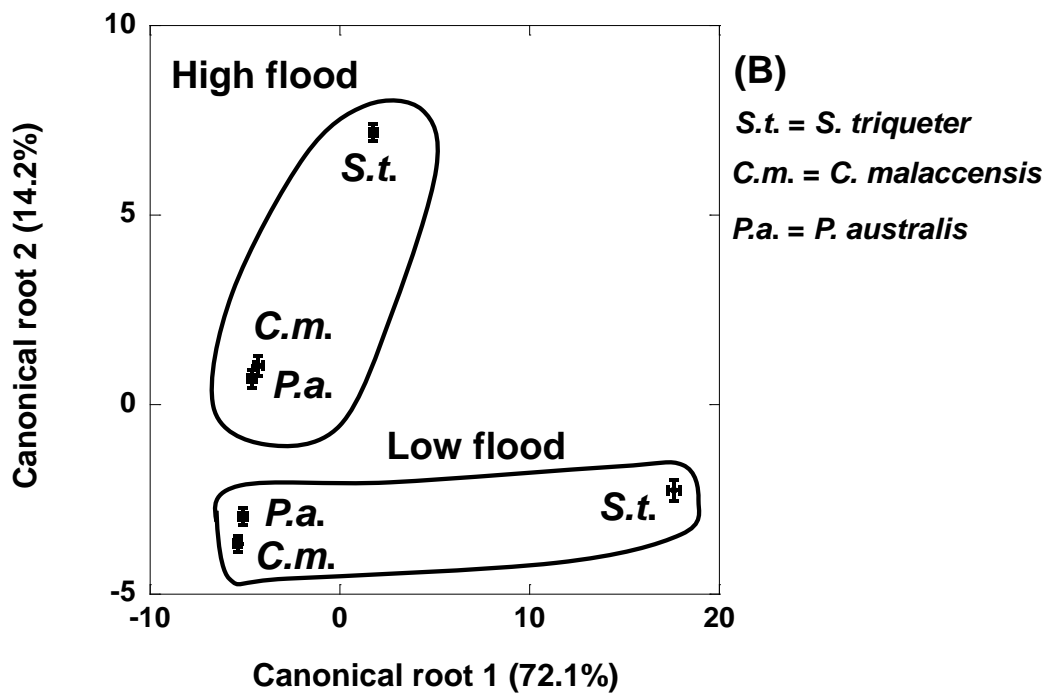 10
High flood
(B)
S.t. = S. triqueter
S.t.
C.m. = C. malaccensis
5
P.a. = P. australis
Canonical root 2 (14.2%)
C.m.
P.a.
0
Low flood
P.a.
S.t.
C.m.
-5
-10 0 10 20
Canonical root 1 (72.1%)